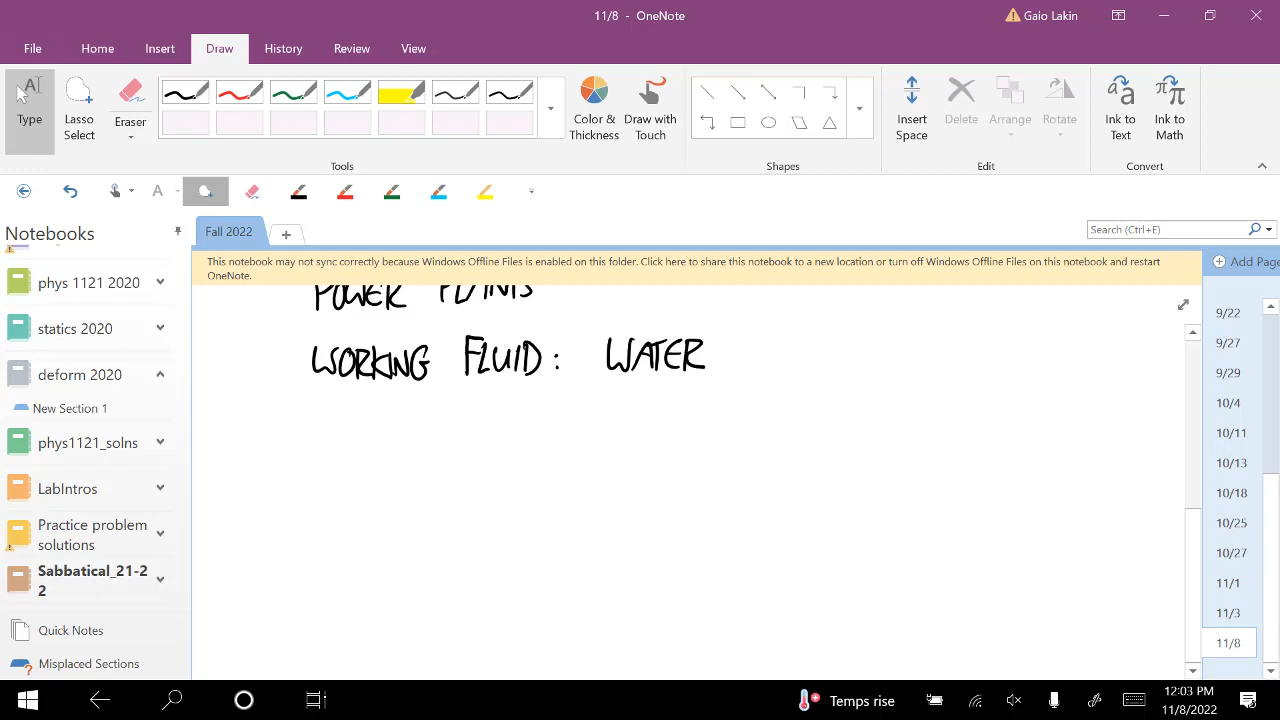 11/8 - OneNote
Gaio Lakin
File Home Insert Draw History Review View
Type
Lasso Select
Eraser
Color & Thickness
Draw with Touch
Insert Space
Delete
Arrange
Rotate
Ink to Text
Ink to Math
Tools
Shapes
Edit
Convert
Notebooks
Fall 2022
Search (Ctrl+E)
This notebook may not sync correctly because Windows Offline Files is enabled on this folder. Click here to share this notebook to a new location or turn off Windows Offline Files on this notebook and restart
OneNote.
Add Page
phys 1121 2020
statics 2020
deform 2020
New Section 1
phys1121_solns
LabIntros
Practice problem
solutions
Sabbatical_21-2
2
Quick Notes
Misplaced Sections
POWER PLANTS
WORKING FLUID: WATER
9/22
9/27
9/29
10/4
10/11
10/13
10/18
10/25
10/27
11/1
11/3
11/8
Temps rise
12:03 PM
11/8/2022